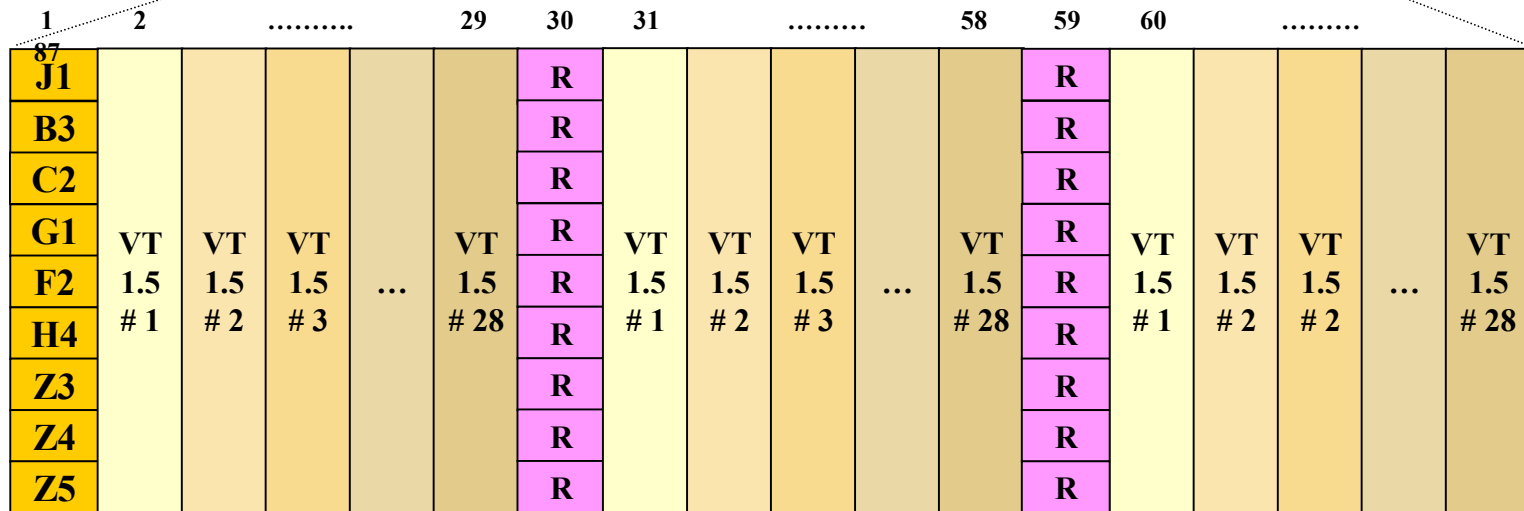 1 2 ………. 29 30 31 ……… 58 59 60 ………
87
J1 R R
B3 R R
C2 R R
G1 R R
F2 R R
H4 R R
Z3 R R
Z4 R R
Z5 R R
VT VT VT VT VT VT VT VT VT VT VT VT
1.5 1.5 1.5 … 1.5 1.5 1.5 1.5 … 1.5 1.5 1.5 1.5 … 1.5
# 1 # 2 # 3 # 28 # 1 # 2 # 3 # 28 # 1 # 2 # 2 # 28